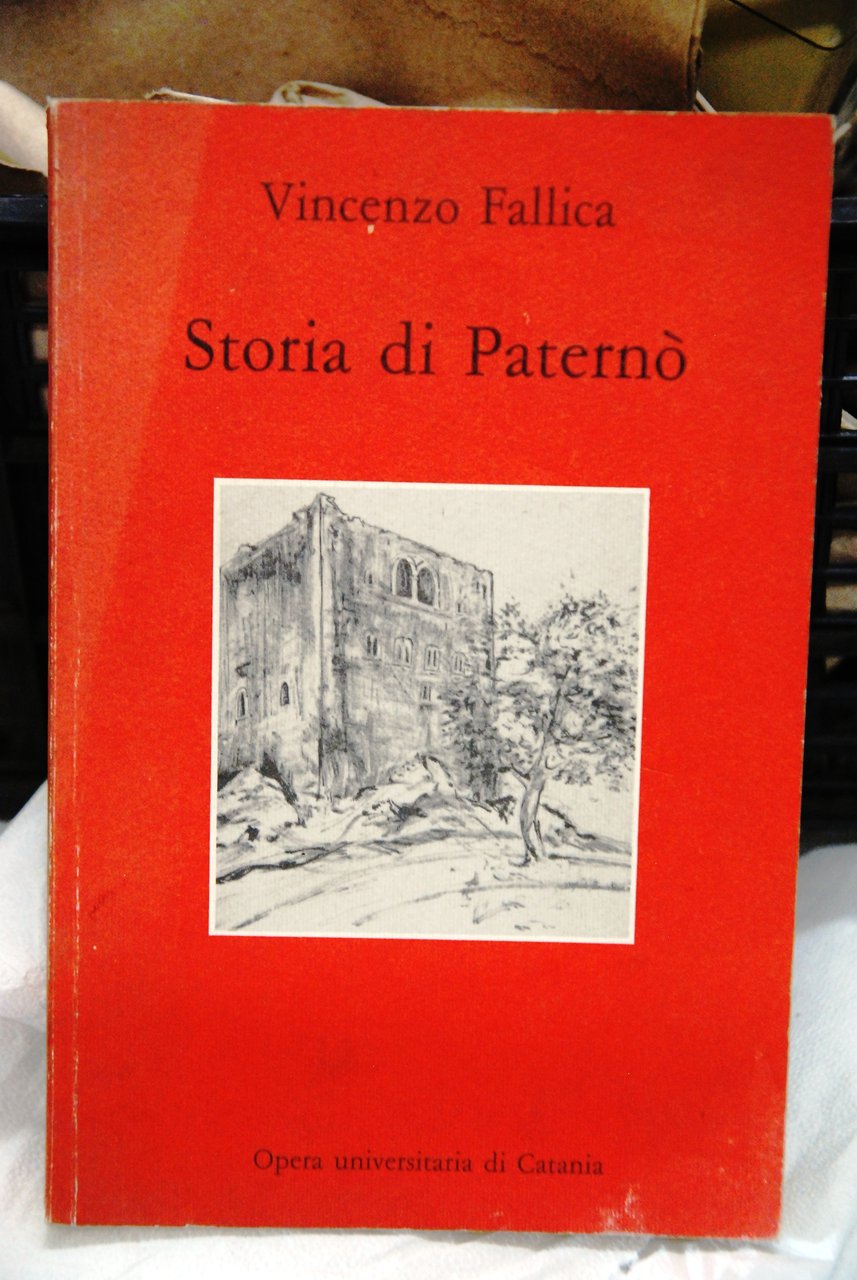 Vincenzo Fallica
Storia di Paternò
Opera universitaria di Catania